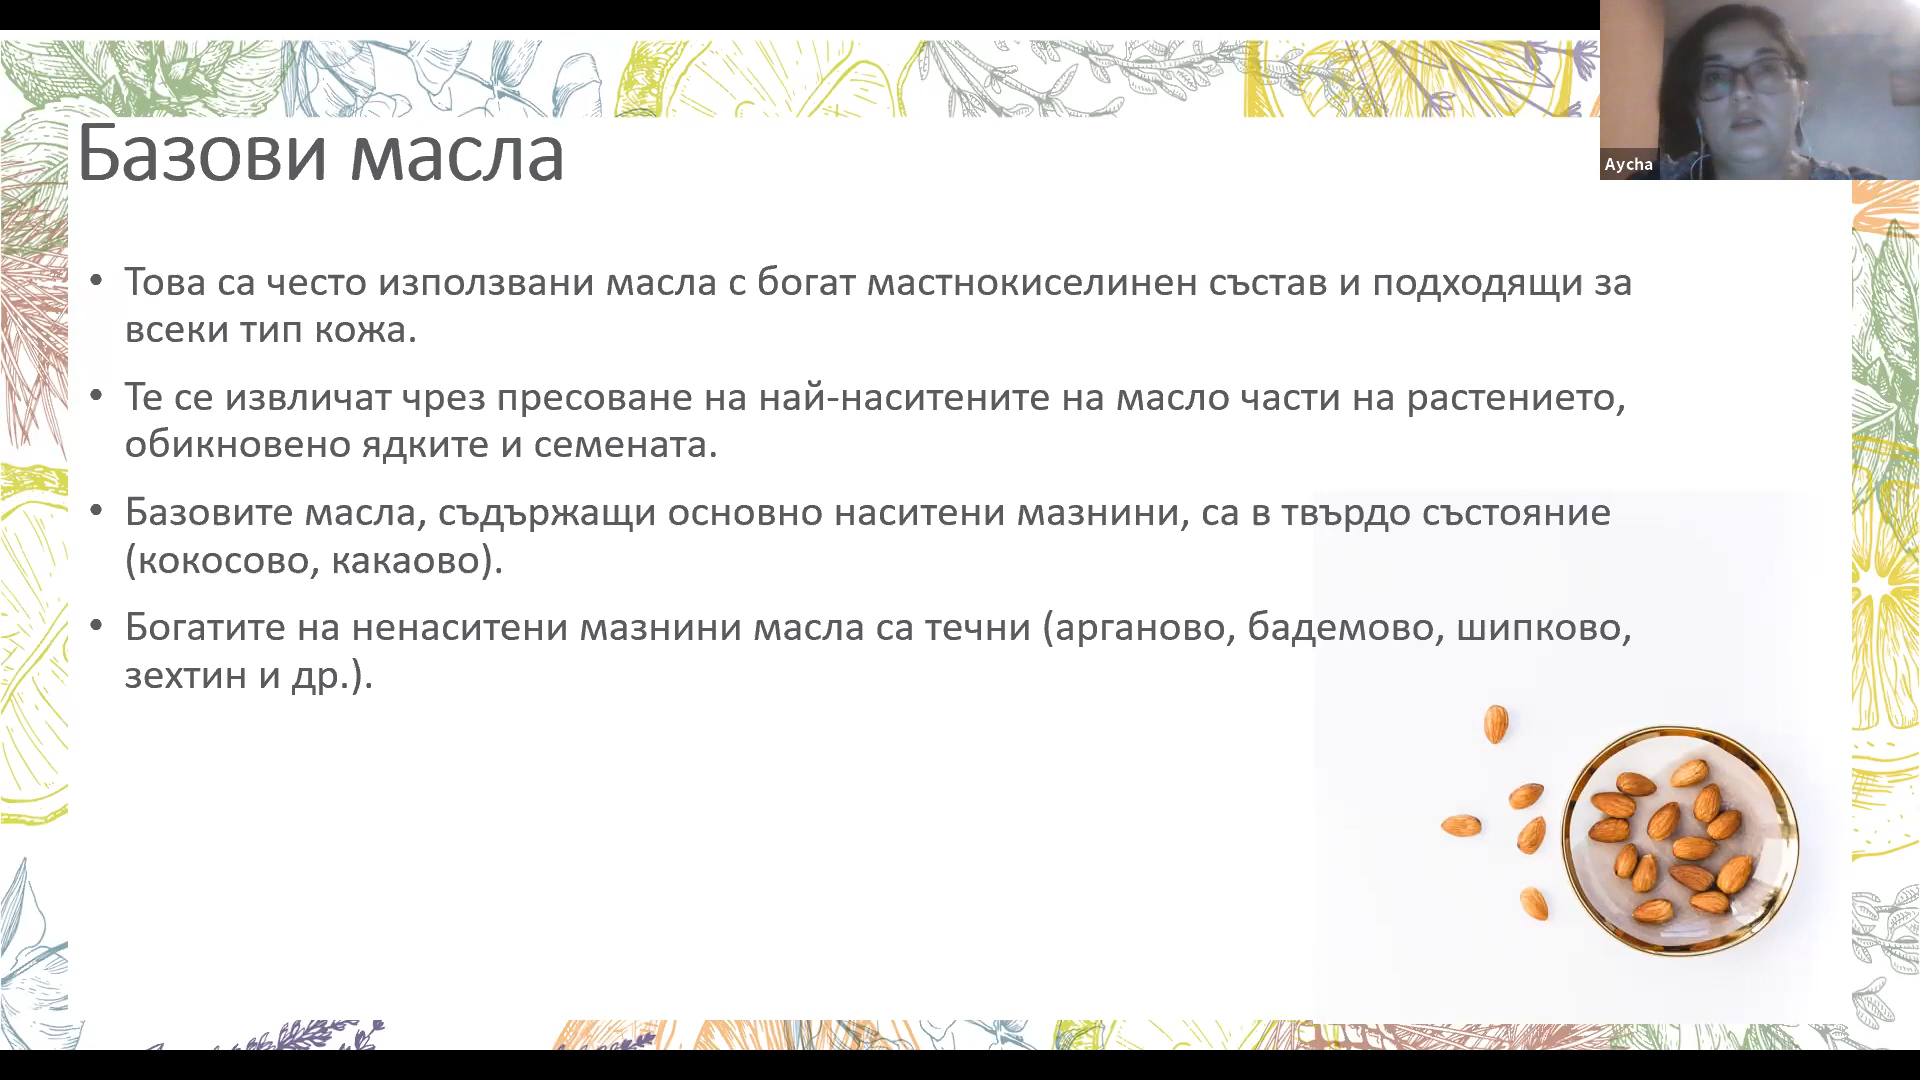 Базови масла
Aycha
• Това са често използвани масла с богат мастнокиселинен състав и подходящи за
всеки тип кожа.
• Те се извличат чрез пресоване на най-наситените на масло части на растението,
обикновено ядките и семената.
• Базовите масла, съдържащи основно наситени мазнини, са в твърдо състояние
(кокосово, какаово).
• Богатите на ненаситени мазнини масла са течни (арганово, бадемово, шипково,
зехтин и др.).